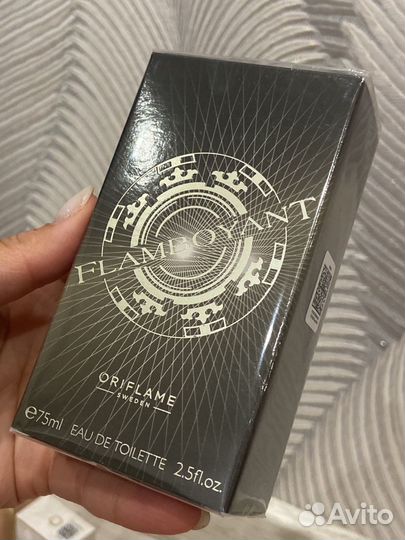 FLAMBOYANT
ORIFLAME
SWEDEN
℮75ml EAU DE TOILETTE 2.5fl.oz.
Avito